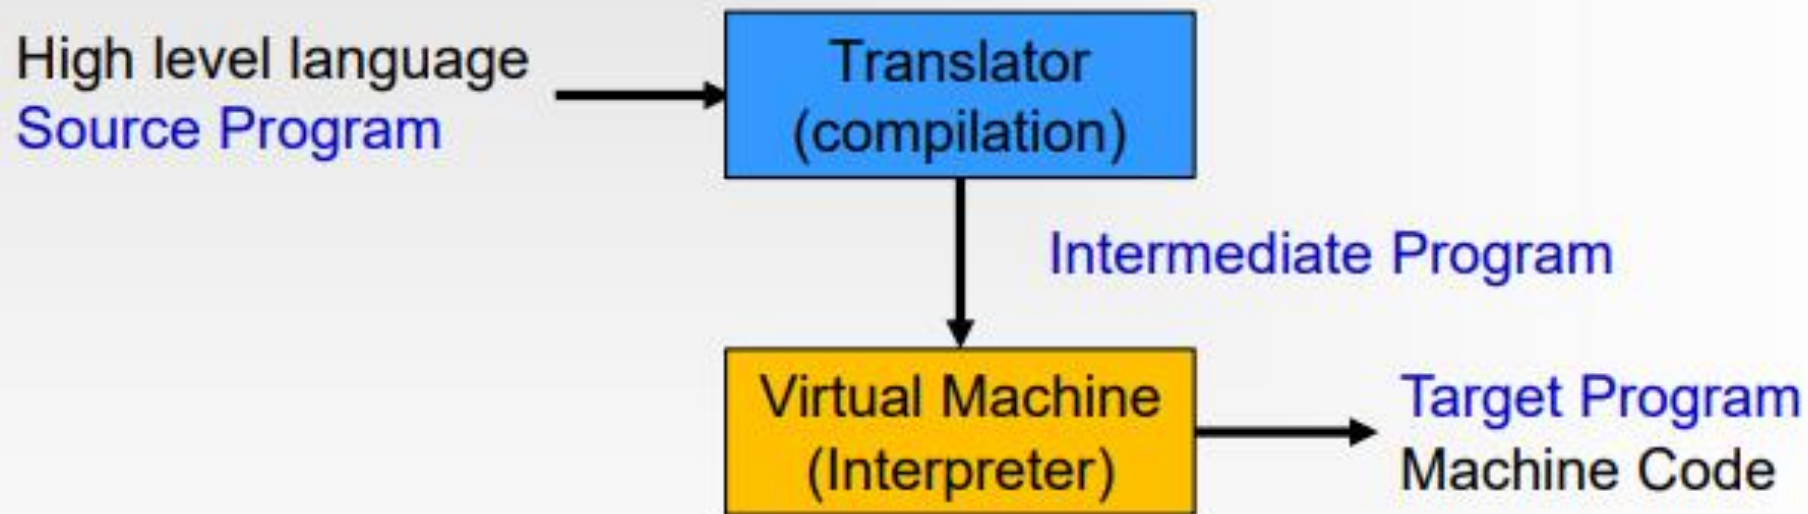 High level language
Source Program
Translator
(compilation)
Intermediate Program
Virtual Machine
(Interpreter)
Target Program
Machine Code